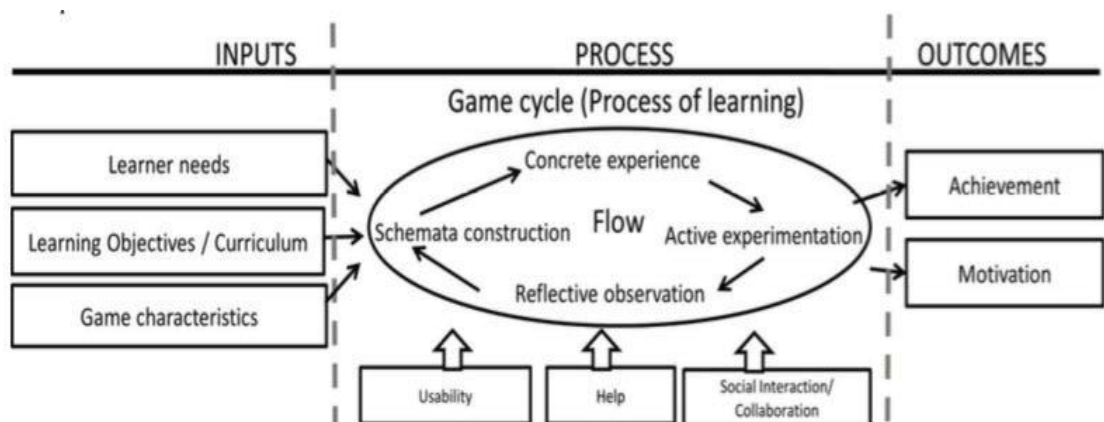 INPUTS
PROCESS
OUTCOMES
Game cycle (Process of learning)
Learner needs
Learning Objectives / Curriculum
Game characteristics
Concrete experience
Schemata construction
Flow
Active experimentation
Reflective observation
Achievement
Motivation
Usability
Help
Social Interaction/
Collaboration